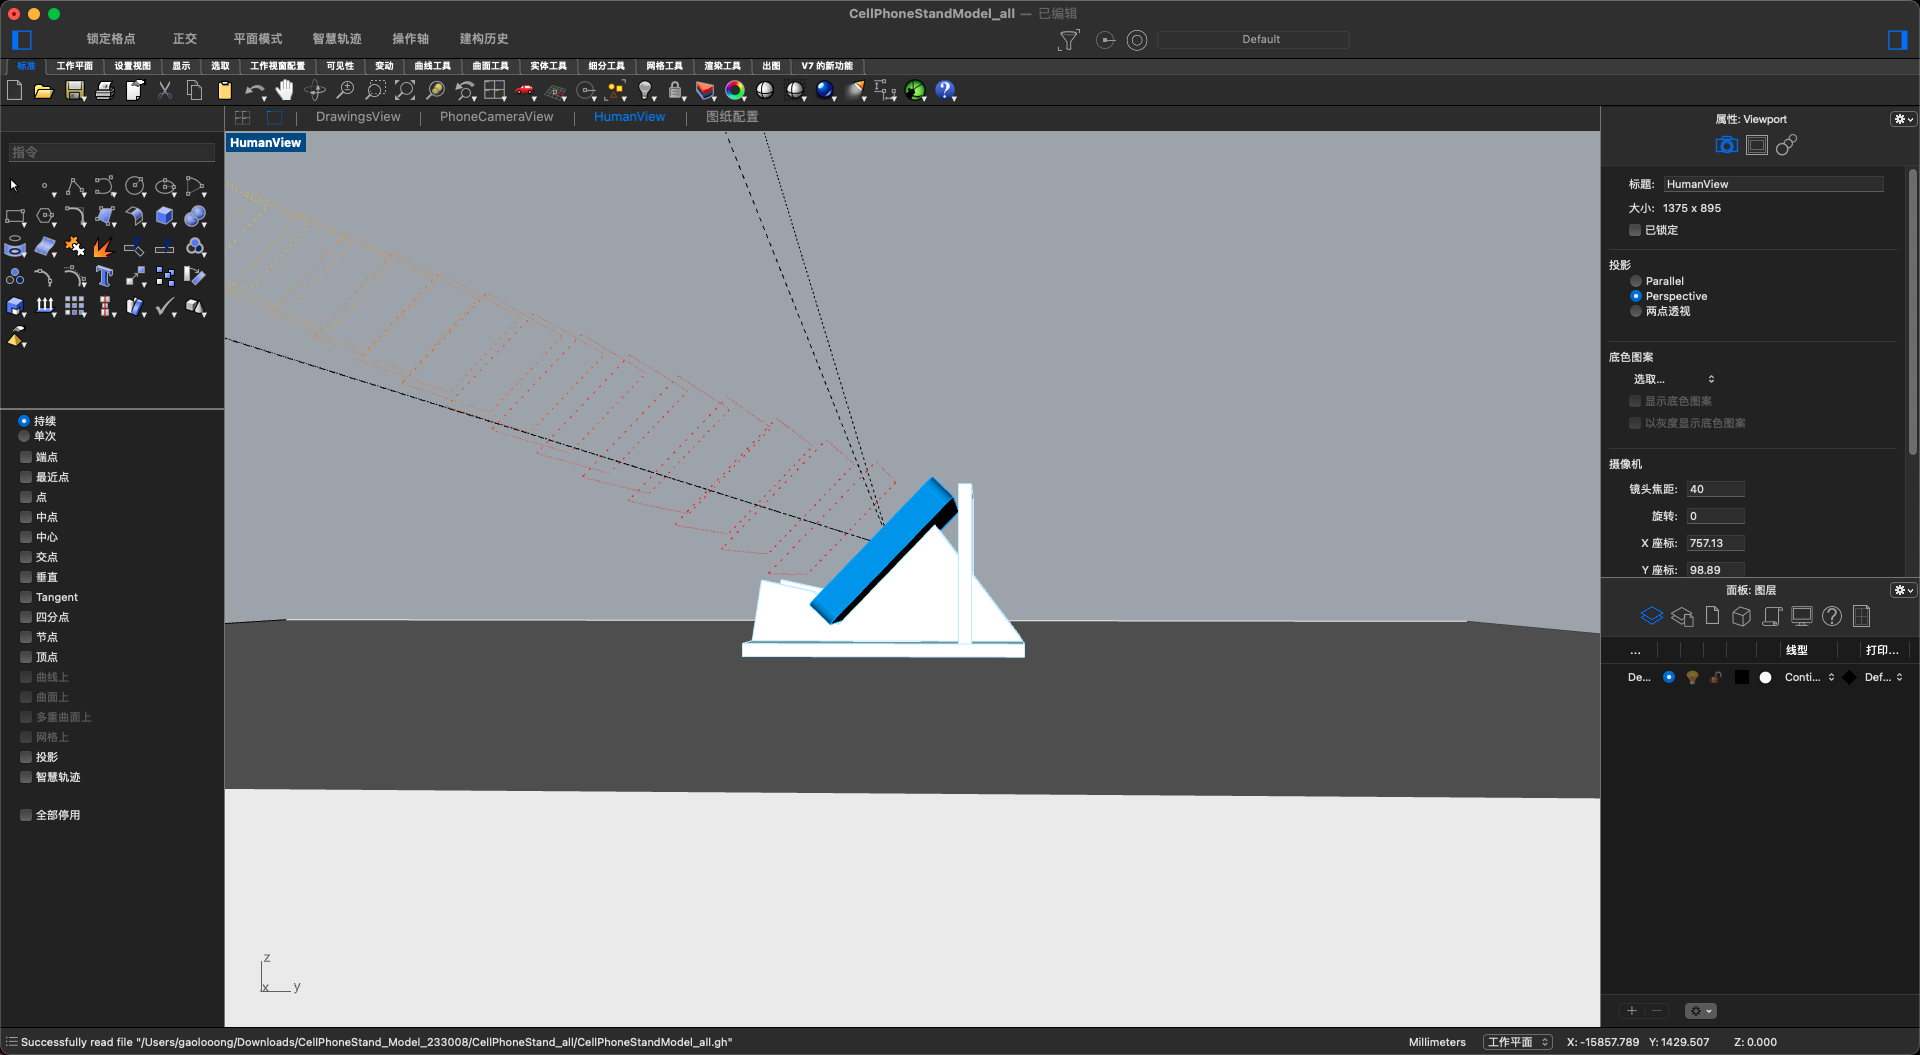 CellPhoneStandModel_all — 已编辑
锁定格点 正交 平面模式 智慧轨迹 操作轴 建构历史 Default
标准 工作平面 设置视图 显示 选取 工作视窗配置 可见性 变动 曲线工具 曲面工具 实体工具 细分工具 网格工具 渲染工具 出图 V7 的新功能
DrawingsView PhoneCameraView HumanView 图纸配置
指令
HumanView
持续
单次
端点
最近点
点
中点
中心
交点
垂直
Tangent
四分点
节点
顶点
曲线上
曲面上
多重曲面上
网格上
投影
智慧轨迹
全部停用
z
x y
属性: Viewport
标题: HumanView
大小: 1375 x 895
已锁定
投影
Parallel
Perspective
两点透视
底色图案
选取...
显示底色图案
以灰度显示底色图案
摄像机
镜头焦距: 40
旋转: 0
X 座标: 757.13
Y 座标: 98.89
面板: 图层
... 线型 打印...
De... Conti... Def...
Successfully read file "/Users/gaolooong/Downloads/CellPhoneStand_Model_233008/CellPhoneStand_all/CellPhoneStandModel_all.gh"
Millimeters 工作平面 X: -15857.789 Y: 1429.507 Z: 0.000